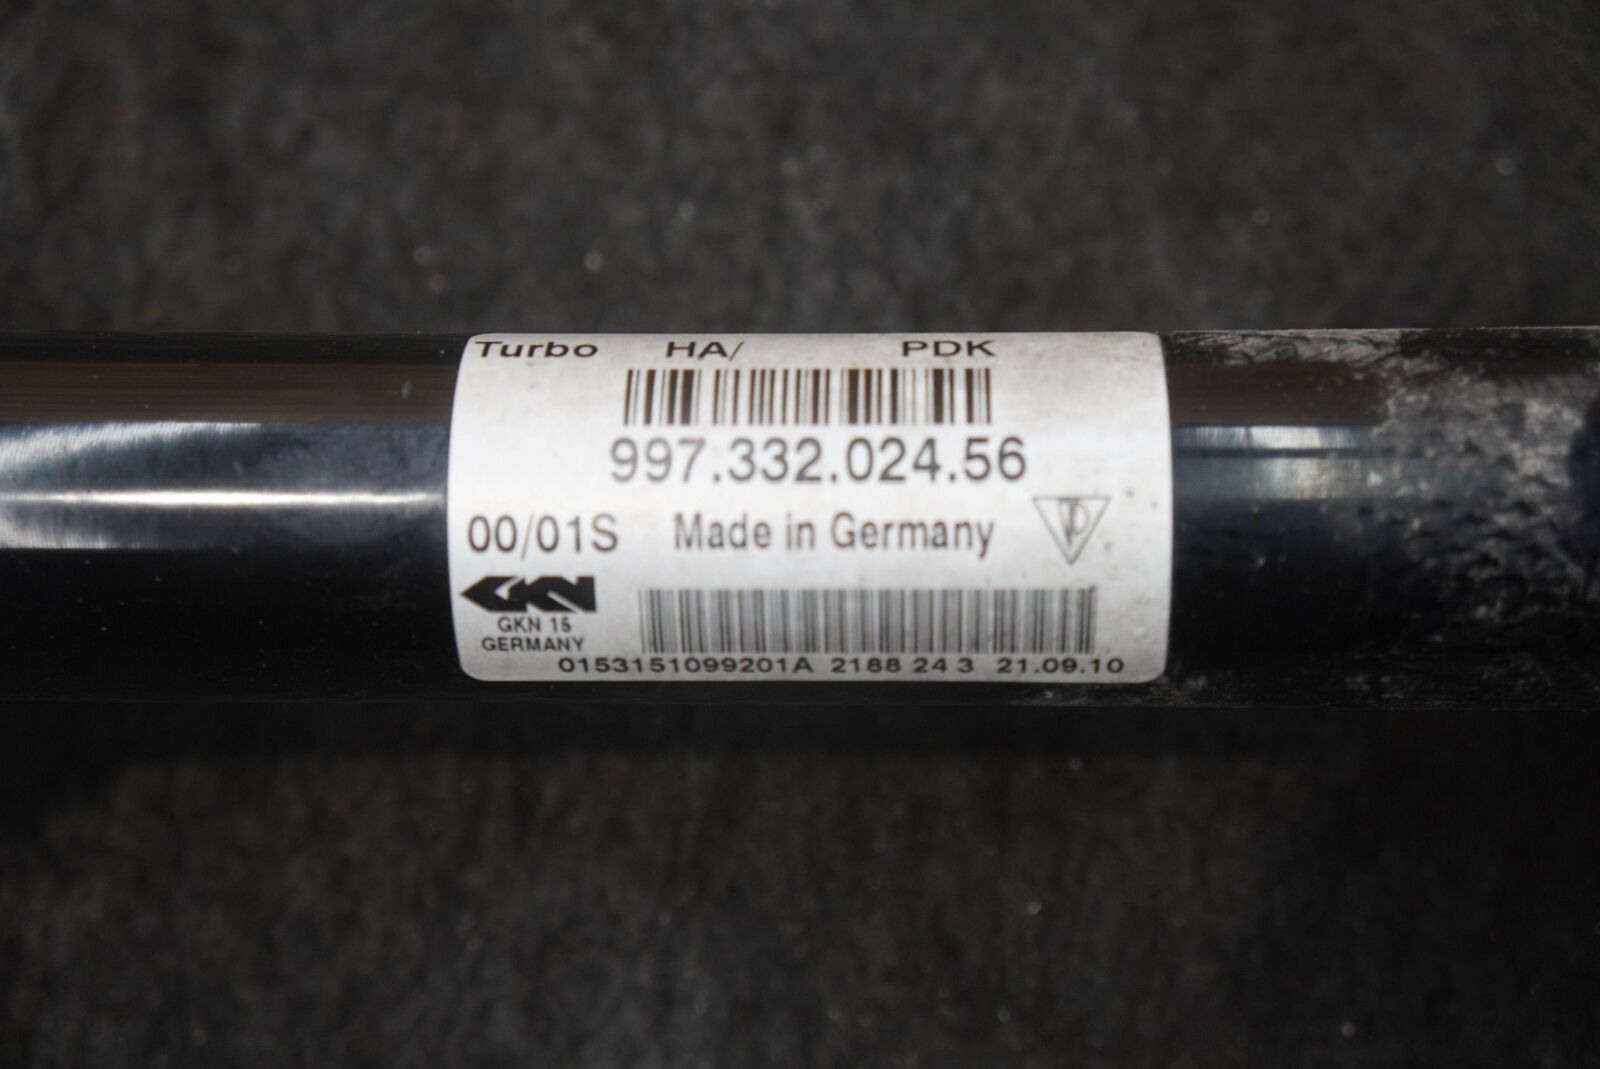 Turbo HA/ PDK
997.332.024.56
00/01S Made in Germany
GKN
GKN 15
GERMANY
0153151099201A 2188 24 3 21.09.10